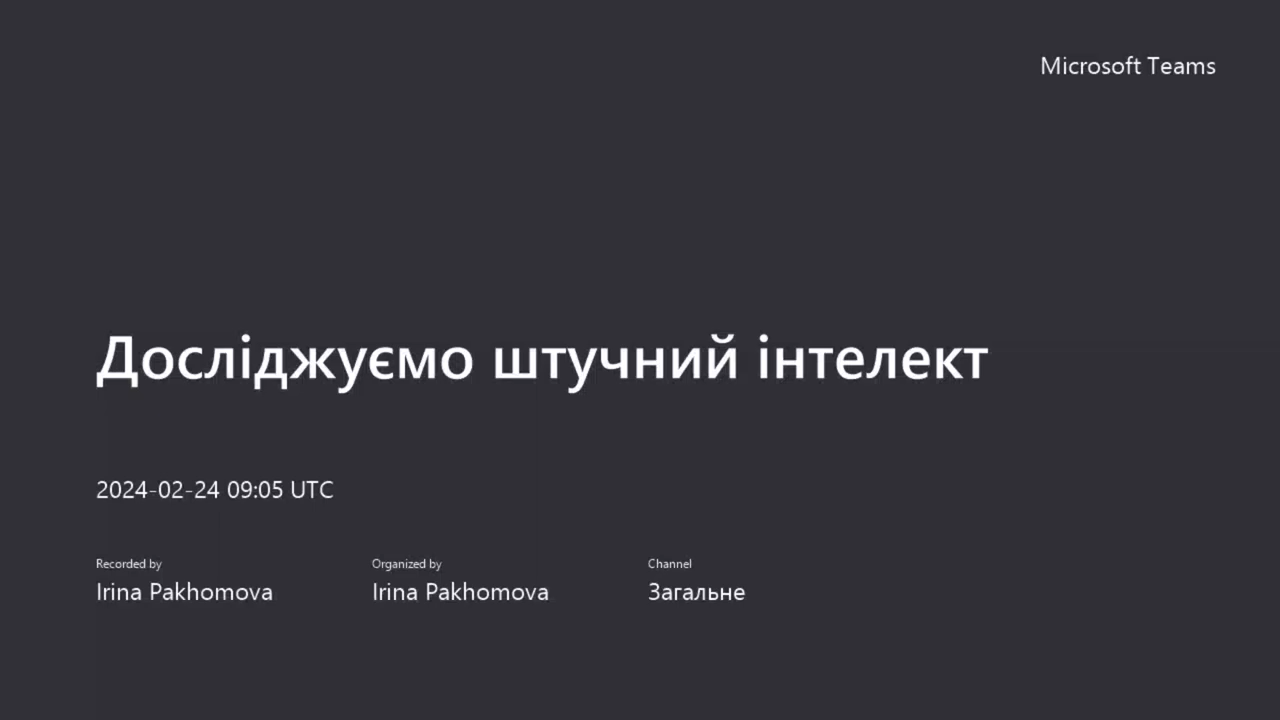 Microsoft Teams
Досліджуємо штучний інтелект
2024-02-24 09:05 UTC
Recorded by
Irina Pakhomova
Organized by
Irina Pakhomova
Channel
Загальне